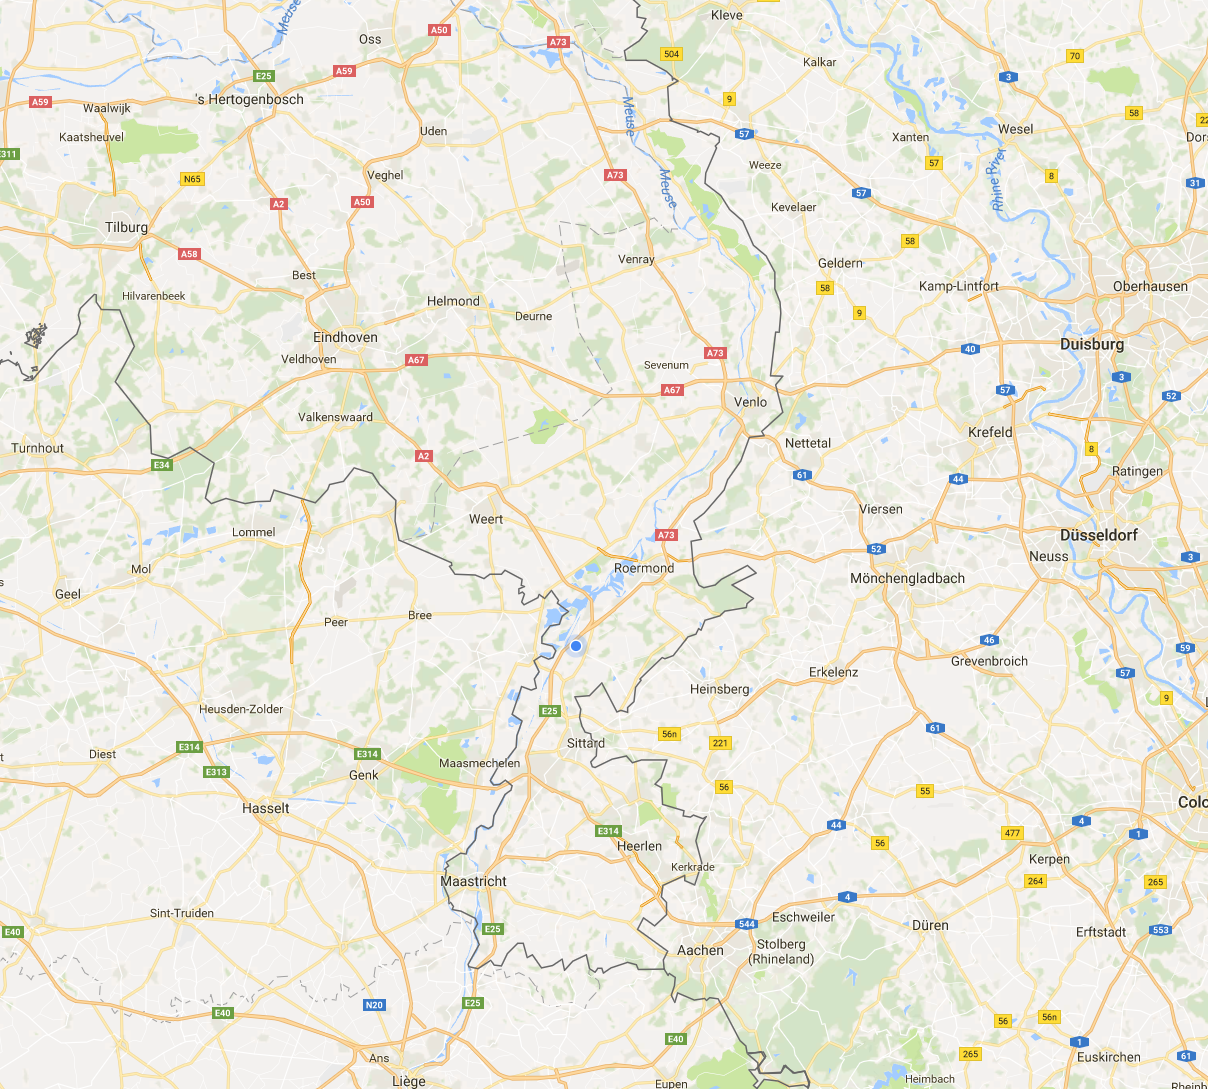 Meuse
Kleve
Oss
A50
A73
504
Kalkar
70
3
A59
E25
A59
Waalwijk
's Hertogenbosch
9
58
Meuse
Kaatsheuvel
Uden
57
Xanten
Wesel
Weeze
57
8
Rhine River
N65
Veghel
A73
Meuse
31
A2
A50
57
Kevelaer
Tilburg
58
A58
Venray
Geldern
Best
58
Kamp-Lintfort
Oberhausen
Hilvarenbeek
Helmond
Deurne
9
Eindhoven
Duisburg
40
Veldhoven
A67
A73
Sevenum
3
A67
57
52
Valkenswaard
Venlo
Krefeld
Nettetal
Turnhout
8
E34
A2
61
44
Ratingen
Weert
Viersen
Lommel
A73
Düsseldorf
52
Neuss
3
Mol
Roermond
Mönchengladbach
Geel
Peer
Bree
46
59
Grevenbroich
Erkelenz
57
Heinsberg
9
Heusden-Zolder
E25
61
Sittard
56n
221
E314
Diest
E314
E313
Genk
Maasmechelen
56
55
Hasselt
44
4
1
E314
477
Heerlen
56
Kerpen
Kerkrade
Maastricht
264
265
4
Sint-Truiden
Eschweiler
E40
E25
544
Düren
553
Erftstadt
Aachen
Stolberg
(Rhineland)
N20
E25
E40
56
56n
E40
1
265
61
Ans
Euskirchen
Liège
Eupen
Heimbach